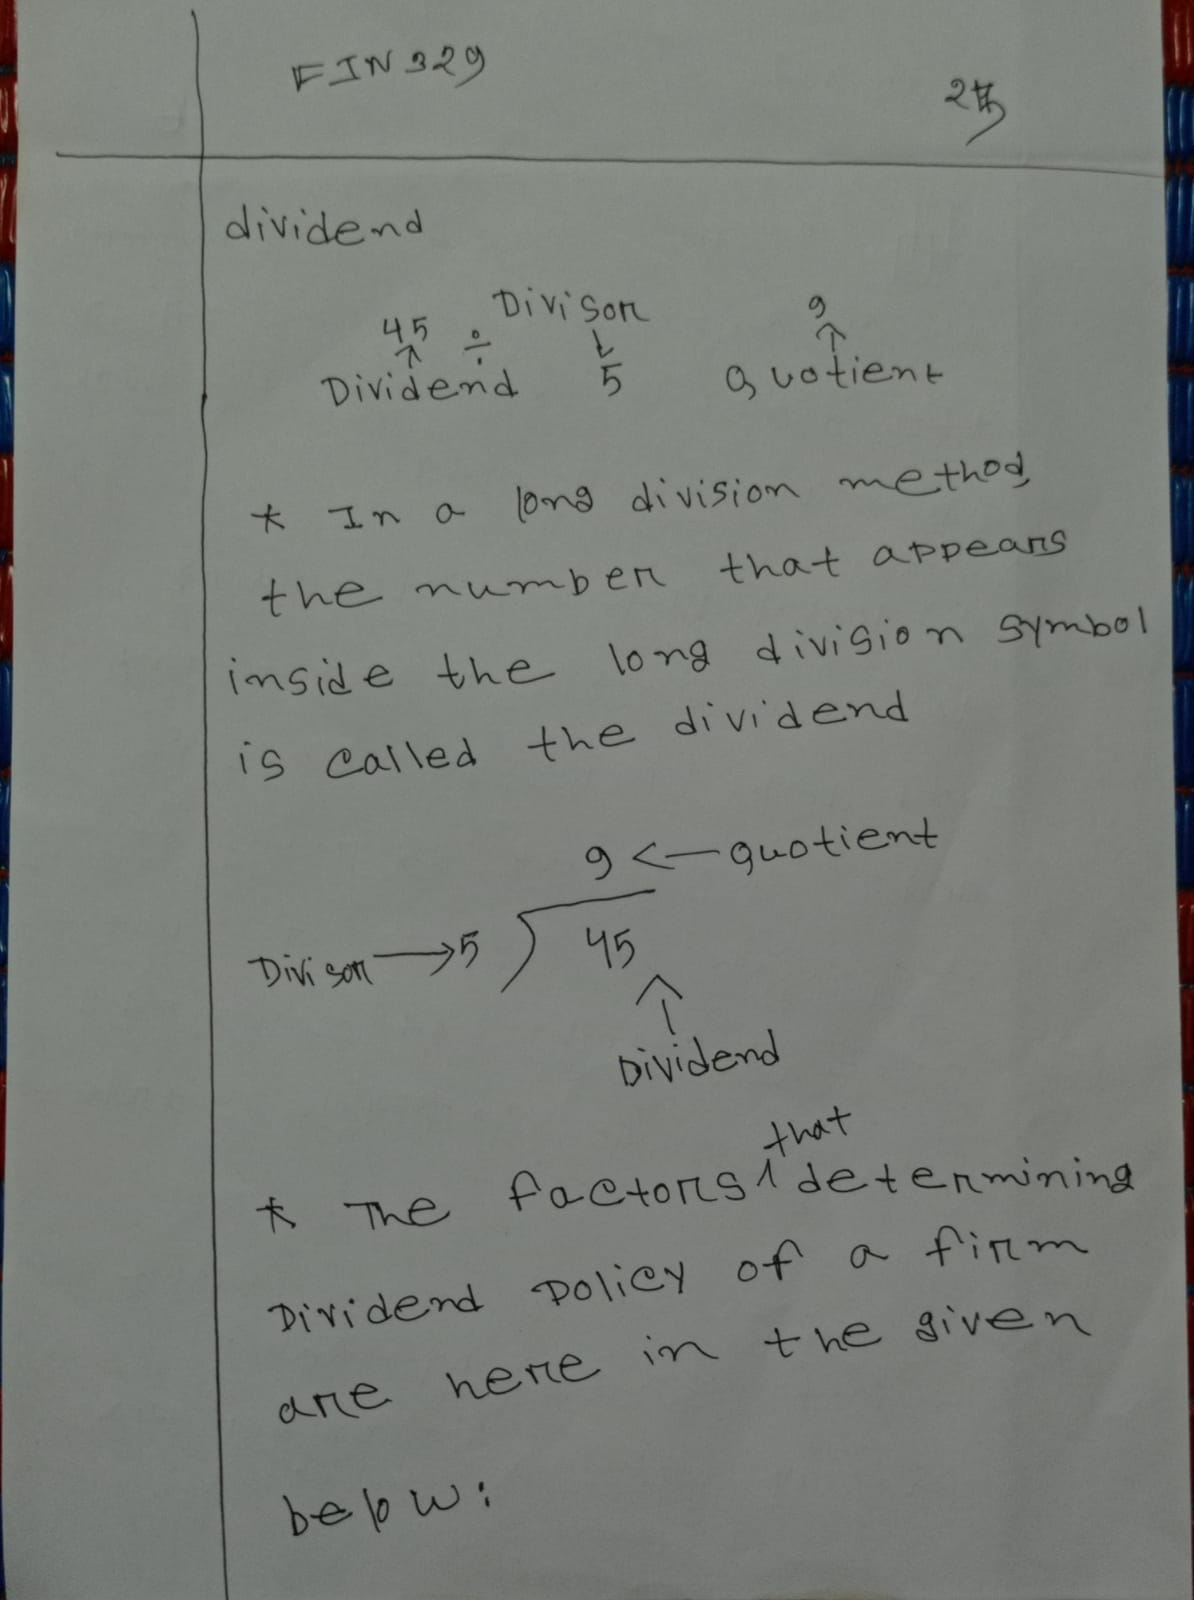 FIN 329
dividend
45 ÷ Divisor 9
↑ ↓ ↑
Dividend 5 Quotient
* In a long division method,
the number that appears
inside the long division symbol
is called the dividend
9 ← quotient
Divisor → 5 45
↑
Dividend
that
* The factors ^ determining
Dividend policy of a firm
are here in the given
below: